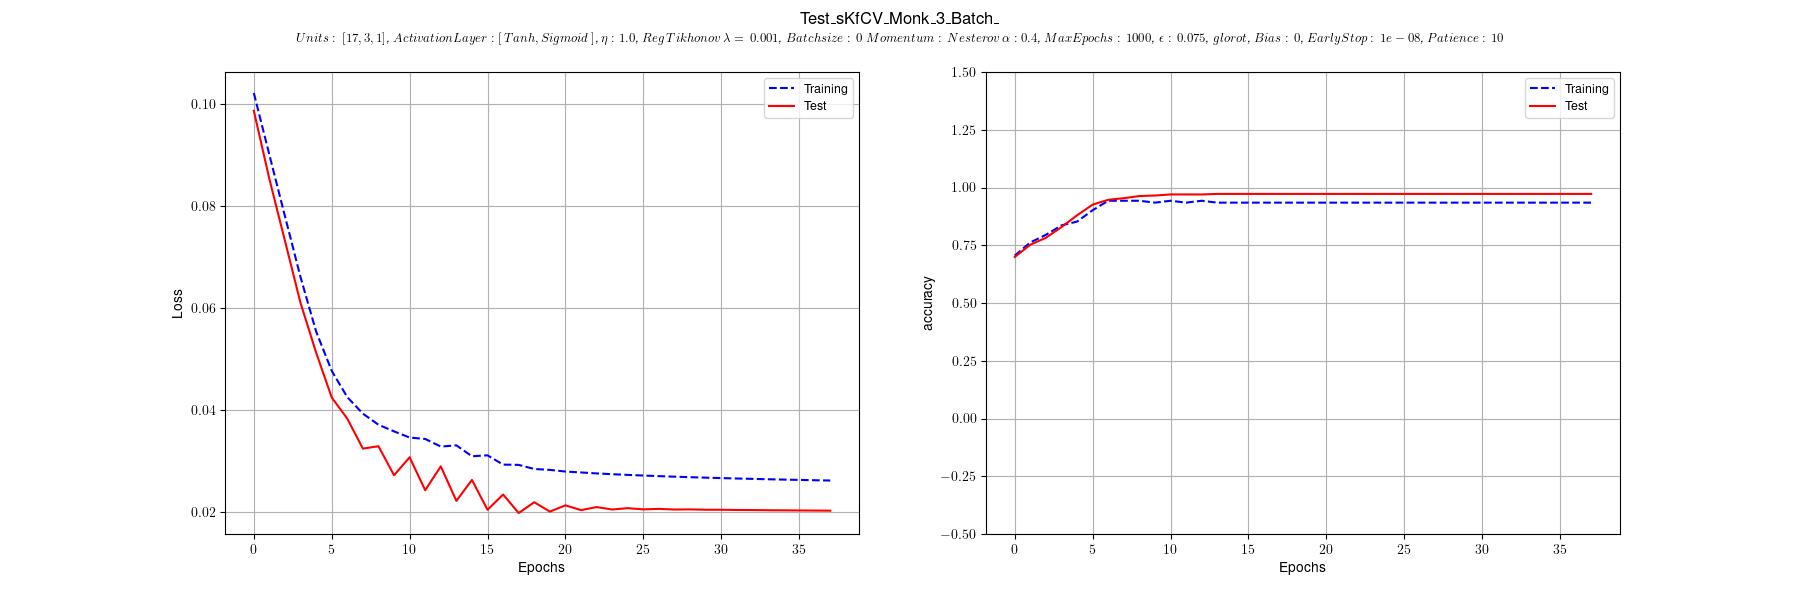 Test_sKfCV_Monk_3_Batch_
Units : [17, 3, 1], ActivationLayer : [ Tanh, Sigmoid ], η : 1.0, RegTikhonov λ = 0.001, Batchsize : 0 Momentum : Nesterov α : 0.4, MaxEpochs : 1000, ϵ : 0.075, glorot, Bias : 0, EarlyStop : 1e − 08, Patience : 10
Loss
0.10
0.08
0.06
0.04
0.02
0 5 10 15 20 25 30 35
Epochs
Training
Test
accuracy
1.50
1.25
1.00
0.75
0.50
0.25
0.00
−0.25
−0.50
0 5 10 15 20 25 30 35
Epochs
Training
Test